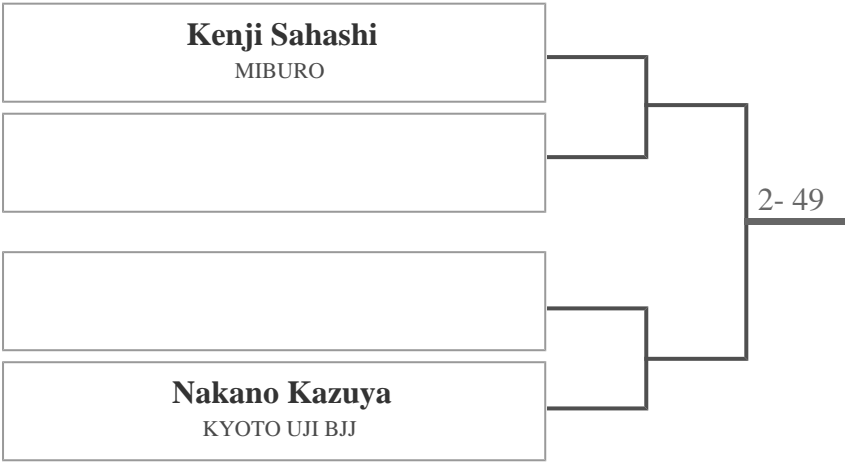 Kenji Sahashi
MIBURO
2- 49
Nakano Kazuya
KYOTO UJI BJJ